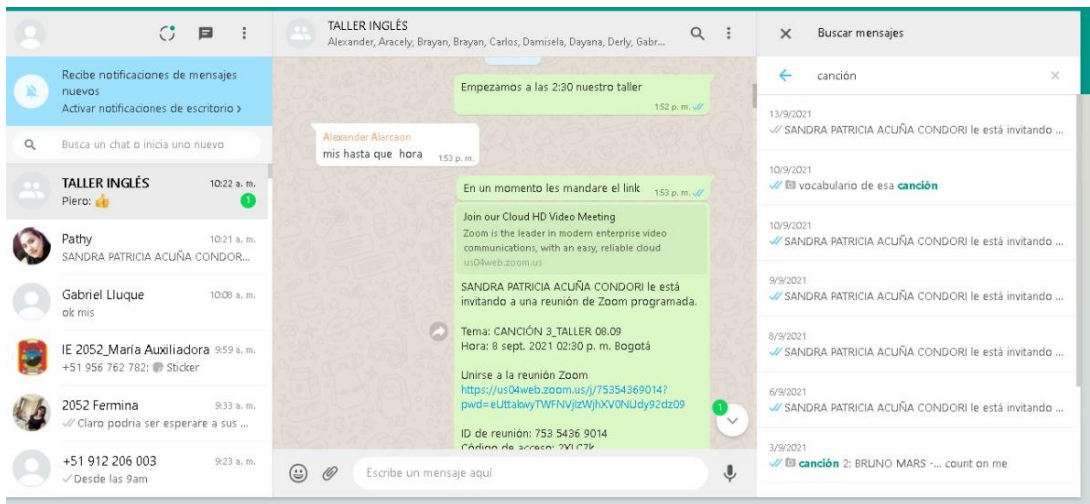 Recibe notificaciones de mensajes
nuevos
Activar notificaciones de escritorio >
Busca un chat o inicia uno nuevo
TALLER INGLÉS 10:22 a. m.
Piero: 👍 1
Pathy 10:21 a. m.
SANDRA PATRICIA ACUÑA CONDOR...
Gabriel Lluque 10:08 a. m.
ok mis
IE 2052_María Auxiliadora 9:59 a. m.
+51 956 762 782: Sticker
2052 Fermina 9:33 a. m.
Claro podria ser esperare a sus ...
+51 912 206 003 9:23 a. m.
Desde las 9am
TALLER INGLÉS
Alexander, Aracely, Brayan, Brayan, Carlos, Damisela, Dayana, Derly, Gabr...
Empezamos a las 2:30 nuestro taller
1:52 p. m.
Alexander Alarcaon
mis hasta que hora 1:53 p. m.
En un momento les mandare el link 1:53 p. m.
Join our Cloud HD Video Meeting
Zoom is the leader in modern enterprise video
communications, with an easy, reliable cloud
us04web.zoom.us
SANDRA PATRICIA ACUÑA CONDORI le está
invitando a una reunión de Zoom programada.
Tema: CANCIÓN 3_TALLER 08.09
Hora: 8 sept. 2021 02:30 p. m. Bogotá
Unirse a la reunión Zoom
https://us04web.zoom.us/j/75354369014?
ID de reunión: 753 5436 9014
Código de acceso: 2XLC7k
1
Escribe un mensaje aquí
Buscar mensajes
canción
13/9/2021
SANDRA PATRICIA ACUÑA CONDORI le está invitando ...
10/9/2021
vocabulario de esa canción
10/9/2021
SANDRA PATRICIA ACUÑA CONDORI le está invitando ...
9/9/2021
SANDRA PATRICIA ACUÑA CONDORI le está invitando ...
8/9/2021
SANDRA PATRICIA ACUÑA CONDORI le está invitando ...
6/9/2021
SANDRA PATRICIA ACUÑA CONDORI le está invitando ...
3/9/2021
canción 2: BRUNO MARS -... count on me